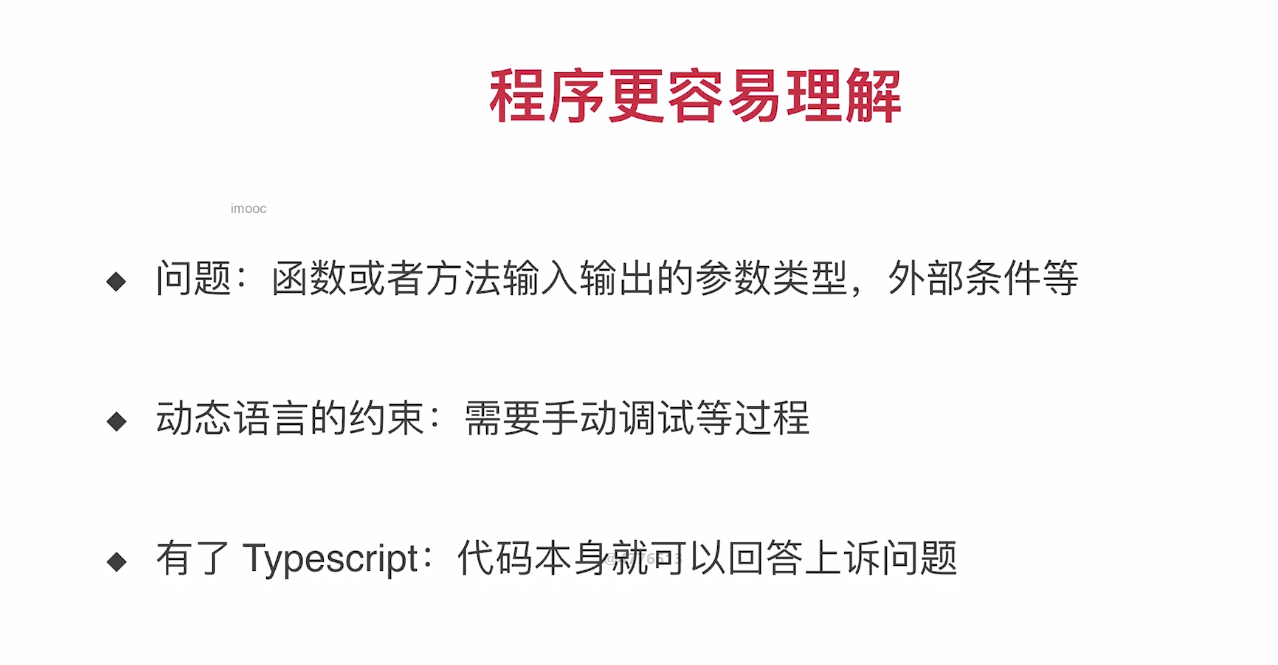 程序更容易理解
imooc
◆ 问题：函数或者方法输入输出的参数类型，外部条件等
◆ 动态语言的约束：需要手动调试等过程
◆ 有了 Typescript：代码本身就可以回答上诉问题